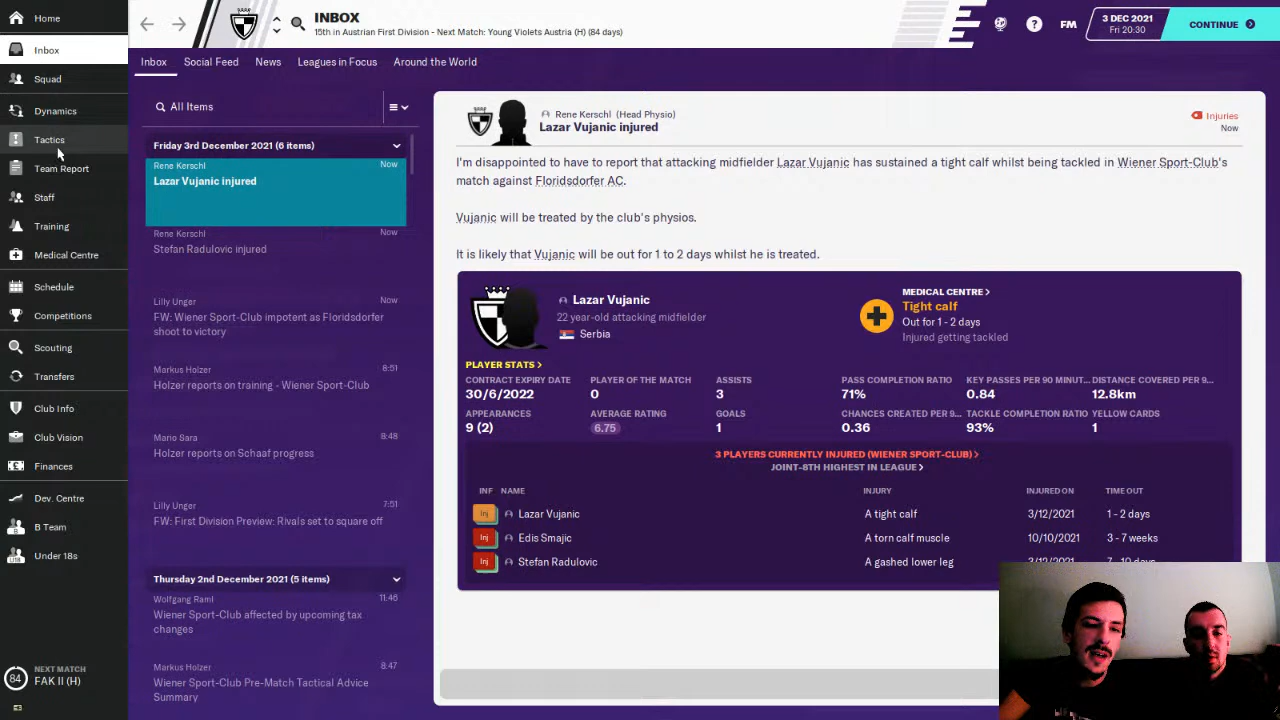 Home
INBOX
15th in Austrian First Division - Next Match: Young Violets Austria (H) (84 days)
FM
3 DEC 2021
Fri 20:30
CONTINUE
Inbox
Squad
Dynamics
Tactics
Team Report
Staff
Training
Medical Centre
Schedule
Competitions
Scouting
Transfers
Club Info
Club Vision
Finances
Dev. Centre
B Team
Under 18s
84
NEXT MATCH
FAK II (H)
Inbox Social Feed News Leagues in Focus Around the World
All Items
Friday 3rd December 2021 (6 items)
Rene Kerschl Now
Lazar Vujanic injured
Rene Kerschl Now
Stefan Radulovic injured
Lilly Unger Now
FW: Wiener Sport-Club impotent as Floridsdorfer
shoot to victory
Markus Holzer 8:51
Holzer reports on training - Wiener Sport-Club
Mario Sara 8:48
Holzer reports on Schaaf progress
Lilly Unger 7:51
FW: First Division Preview: Rivals set to square off
Thursday 2nd December 2021 (5 items)
Wolfgang Raml 11:46
Wiener Sport-Club affected by upcoming tax
changes
Markus Holzer 8:47
Wiener Sport-Club Pre-Match Tactical Advice
Summary
Rene Kerschl (Head Physio)
Lazar Vujanic injured
Injuries
Now
I'm disappointed to have to report that attacking midfielder Lazar Vujanic has sustained a tight calf whilst being tackled in Wiener Sport-Club's
match against Floridsdorfer AC.
Vujanic will be treated by the club's physios.
It is likely that Vujanic will be out for 1 to 2 days whilst he is treated.
Lazar Vujanic
22 year-old attacking midfielder
Serbia
MEDICAL CENTRE >
Tight calf
Out for 1 - 2 days
Injured getting tackled
PLAYER STATS >
CONTRACT EXPIRY DATE PLAYER OF THE MATCH ASSISTS PASS COMPLETION RATIO KEY PASSES PER 90 MINUT... DISTANCE COVERED PER 9...
30/6/2022 0 3 71% 0.84 12.8km
APPEARANCES AVERAGE RATING GOALS CHANCES CREATED PER 9... TACKLE COMPLETION RATIO YELLOW CARDS
9 (2) 6.75 1 0.36 93% 1
3 PLAYERS CURRENTLY INJURED (WIENER SPORT-CLUB) >
JOINT-8TH HIGHEST IN LEAGUE >
INF NAME INJURY INJURED ON TIME OUT
Inj Lazar Vujanic A tight calf 3/12/2021 1 - 2 days
Inj Edis Smajic A torn calf muscle 10/10/2021 3 - 7 weeks
Inj Stefan Radulovic A gashed lower leg 3/12/2021 7 - 10 days